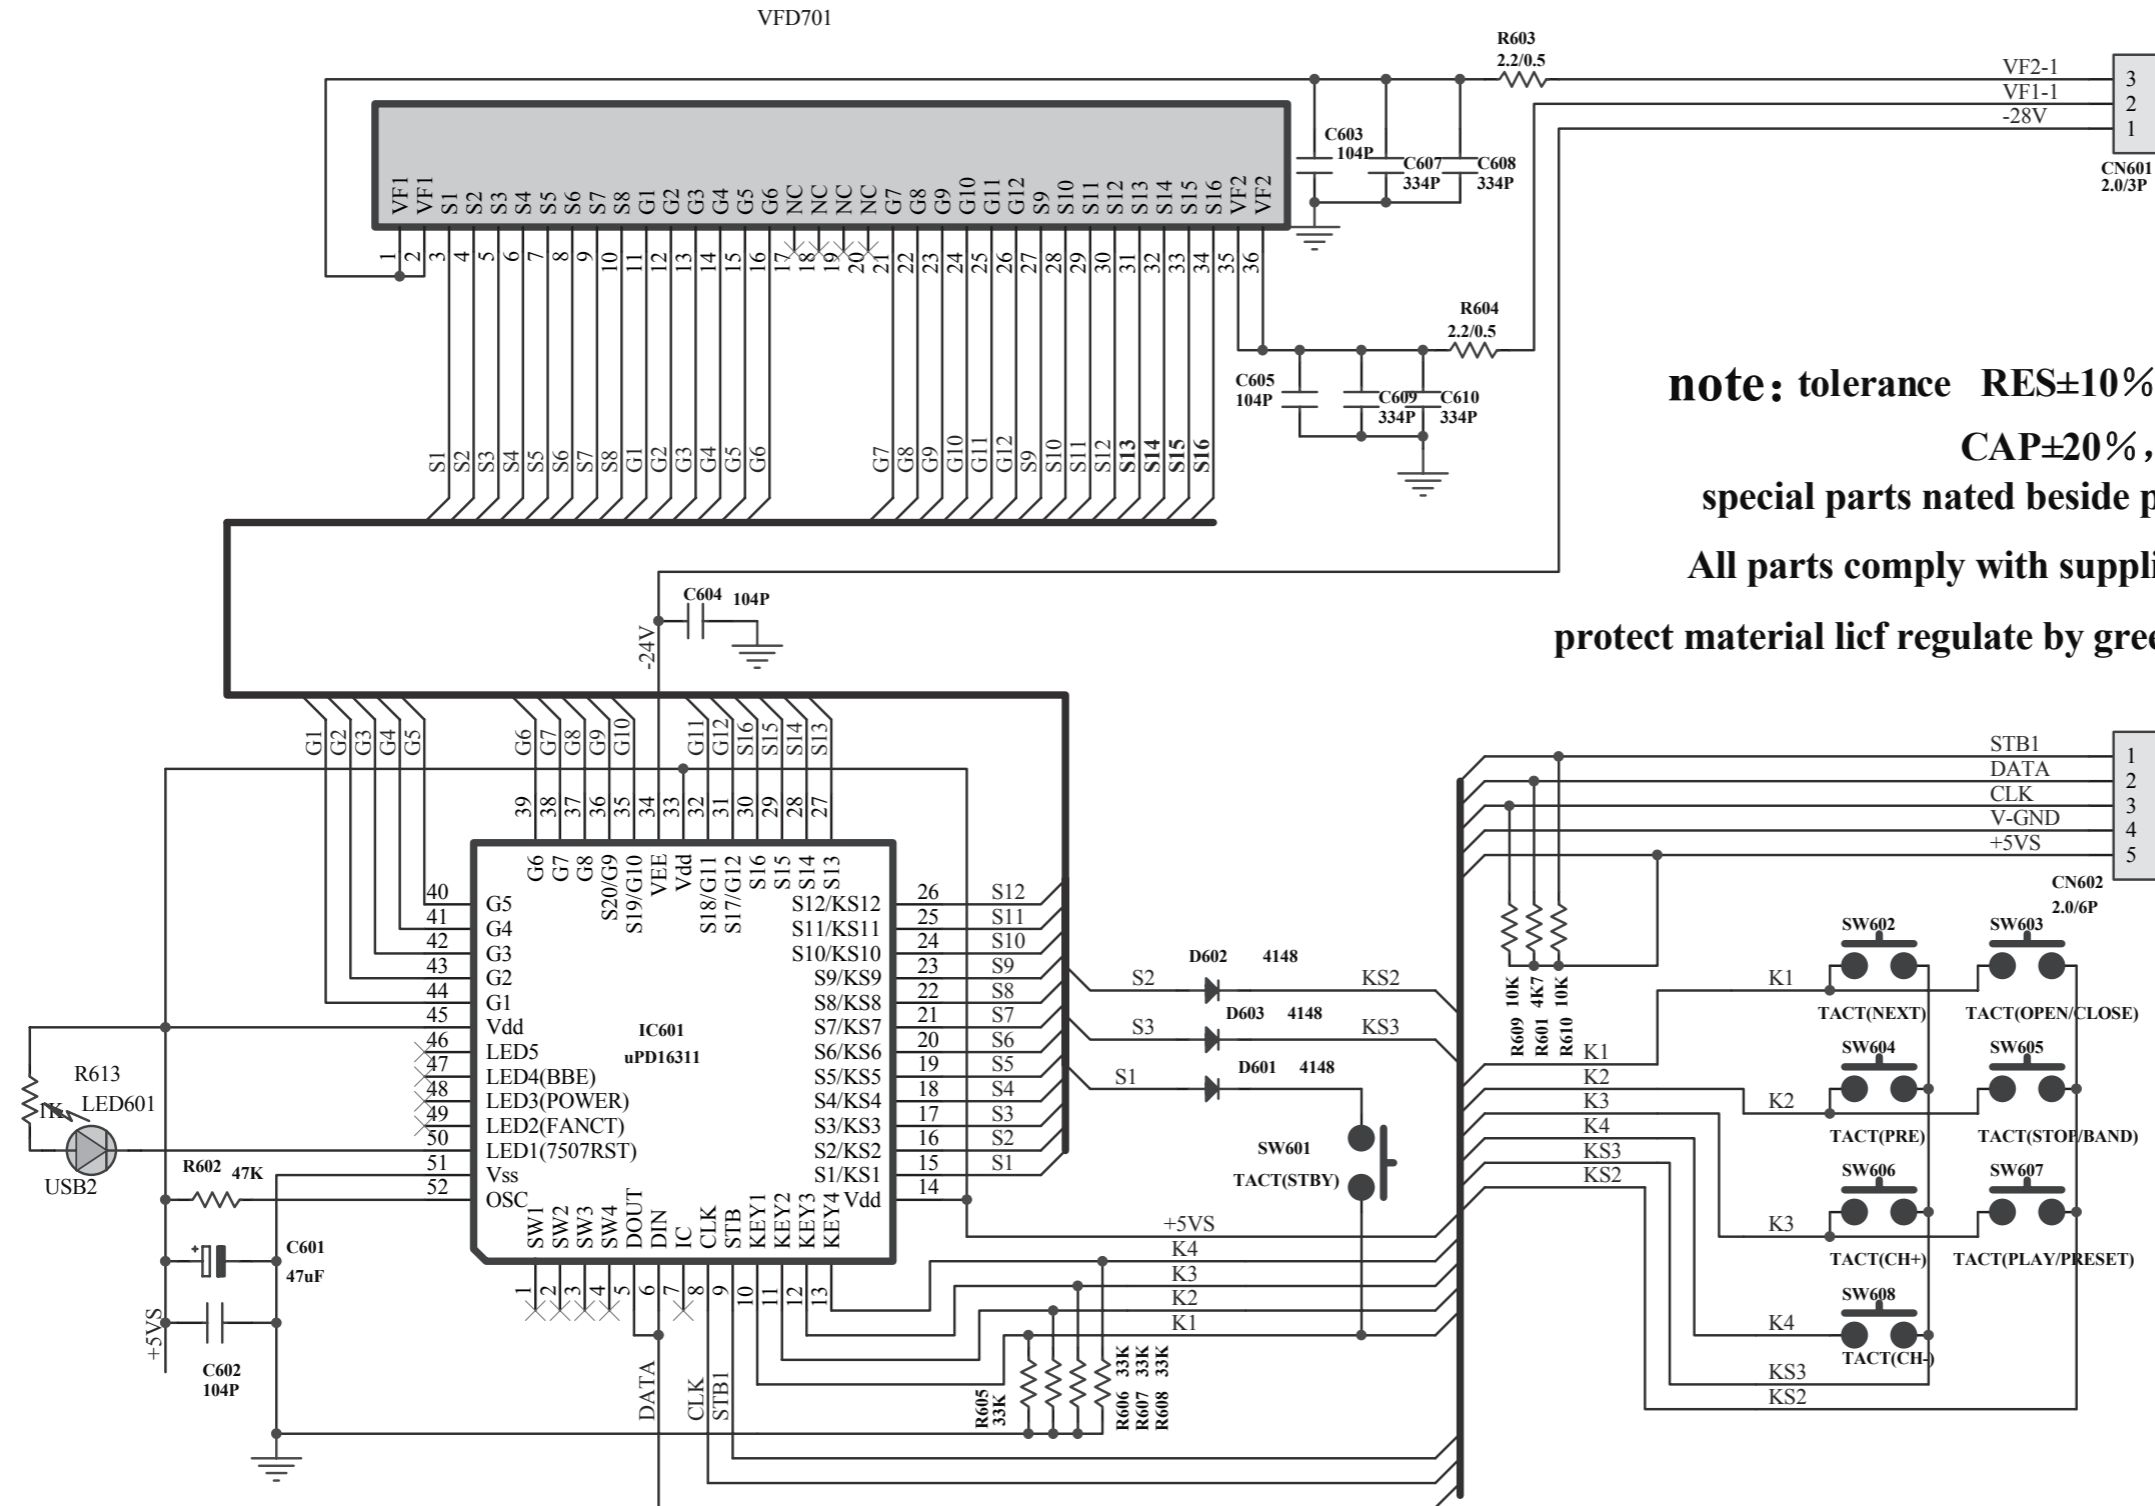 VFD701
R603
2.2/0.5
VF2-1
VF1-1
-28V
3
2
1
CN601
2.0/3P
C603
104P
C607
334P
C608
334P
VF1 VF1 S1 S2 S3 S4 S5 S6 S7 S8 G1 G2 G3 G4 G5 G6 NC NC NC NC G7 G8 G9 G10 G11 G12 S9 S10 S11 S12 S13 S14 S15 S16 VF2 VF2
1 2 3 4 5 6 7 8 9 10 11 12 13 14 15 16 17 18 19 20 21 22 23 24 25 26 27 28 29 30 31 32 33 34 35 36
R604
2.2/0.5
C605
104P
C609
334P
C610
334P
S1 S2 S3 S4 S5 S6 S7 S8 G1 G2 G3 G4 G5 G6 G7 G8 G9 G10 G11 G12 S9 S10 S11 S12 S13 S14 S15 S16
note: tolerance RES±10%
CAP±20%,
special parts nated beside p
All parts comply with suppli
protect material licf regulate by gree
C604 104P
-24V
G1 G2 G3 G4 G5 G6 G7 G8 G9 G10 G11 G12 S16 S15 S14 S13
39 38 37 36 35 34 33 32 31 30 29 28 27
G6 G7 G8 S20/G9 S19/G10 VEE Vdd S18/G11 S17/G12 S16 S15 S14 S13
40 G5
41 G4
42 G3
43 G2
44 G1
45 Vdd
46 LED5
47 LED4(BBE)
48 LED3(POWER)
49 LED2(FANCT)
50 LED1(7507RST)
51 Vss
52 OSC
IC601
uPD16311
S12/KS12 26 S12
S11/KS11 25 S11
S10/KS10 24 S10
S9/KS9 23 S9
S8/KS8 22 S8
S7/KS7 21 S7
S6/KS6 20 S6
S5/KS5 19 S5
S4/KS4 18 S4
S3/KS3 17 S3
S2/KS2 16 S2
S1/KS1 15 S1
Vdd 14
SW1 SW2 SW3 SW4 DOUT DIN IC CLK STB KEY1 KEY2 KEY3 KEY4
1 2 3 4 5 6 7 8 9 10 11 12 13
R613
1K
LED601
USB2
R602 47K
+
C601
47uF
C602
104P
+5VS
DATA
CLK
STB1
R605
33K
R606 33K
R607 33K
R608 33K
+5VS
K4
K3
K2
K1
S2 D602 4148 KS2
S3 D603 4148 KS3
S1 D601 4148
SW601
TACT(STBY)
STB1 1
DATA 2
CLK 3
V-GND 4
+5VS 5
CN602
2.0/6P
R609 10K
R601 4K7
R610 10K
K1
K2
K3
K4
KS3
KS2
SW602
K1
TACT(NEXT)
SW603
TACT(OPEN/CLOSE)
SW604
K2
TACT(PRE)
SW605
TACT(STOP/BAND)
SW606
K3
TACT(CH+)
SW607
TACT(PLAY/PRESET)
SW608
K4
TACT(CH-)
KS3
KS2